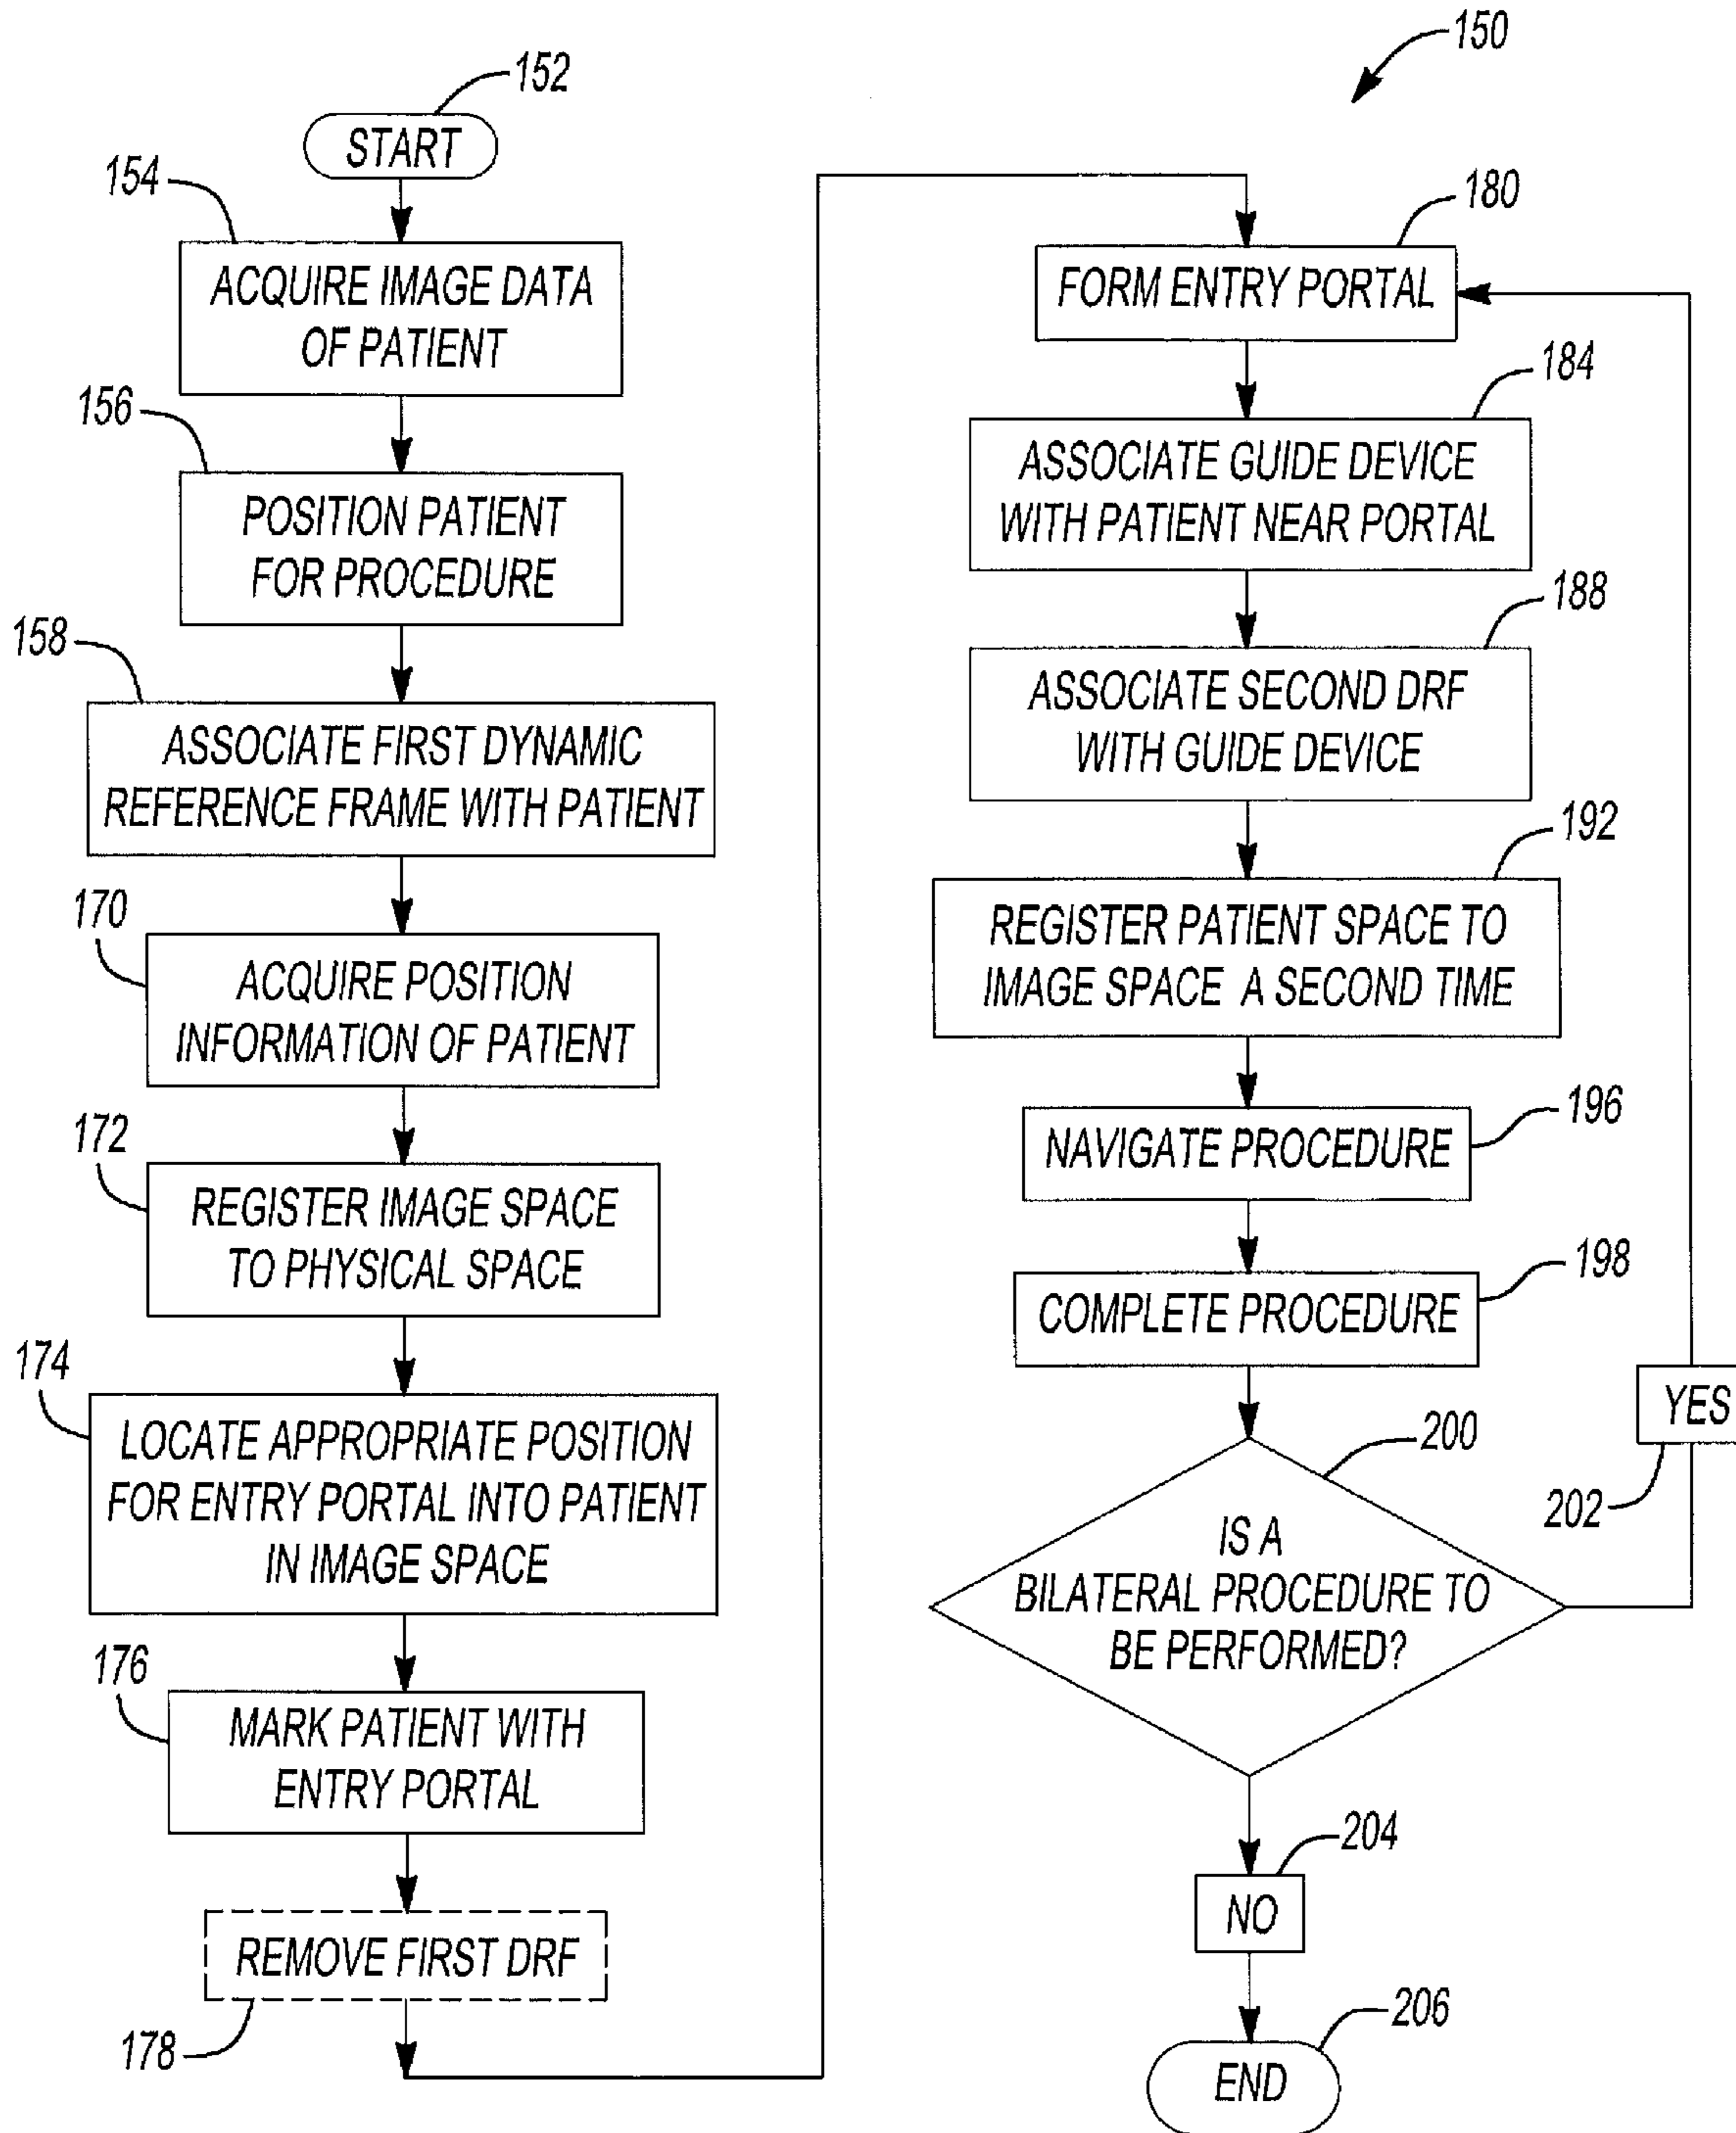 150
152
START
154
ACQUIRE IMAGE DATA
OF PATIENT
156
POSITION PATIENT
FOR PROCEDURE
158
ASSOCIATE FIRST DYNAMIC
REFERENCE FRAME WITH PATIENT
170
ACQUIRE POSITION
INFORMATION OF PATIENT
172
REGISTER IMAGE SPACE
TO PHYSICAL SPACE
174
LOCATE APPROPRIATE POSITION
FOR ENTRY PORTAL INTO PATIENT
IN IMAGE SPACE
176
MARK PATIENT WITH
ENTRY PORTAL
REMOVE FIRST DRF
178
180
FORM ENTRY PORTAL
184
ASSOCIATE GUIDE DEVICE
WITH PATIENT NEAR PORTAL
188
ASSOCIATE SECOND DRF
WITH GUIDE DEVICE
192
REGISTER PATIENT SPACE TO
IMAGE SPACE A SECOND TIME
196
NAVIGATE PROCEDURE
198
COMPLETE PROCEDURE
200
IS A
BILATERAL PROCEDURE TO
BE PERFORMED?
YES
202
204
NO
206
END